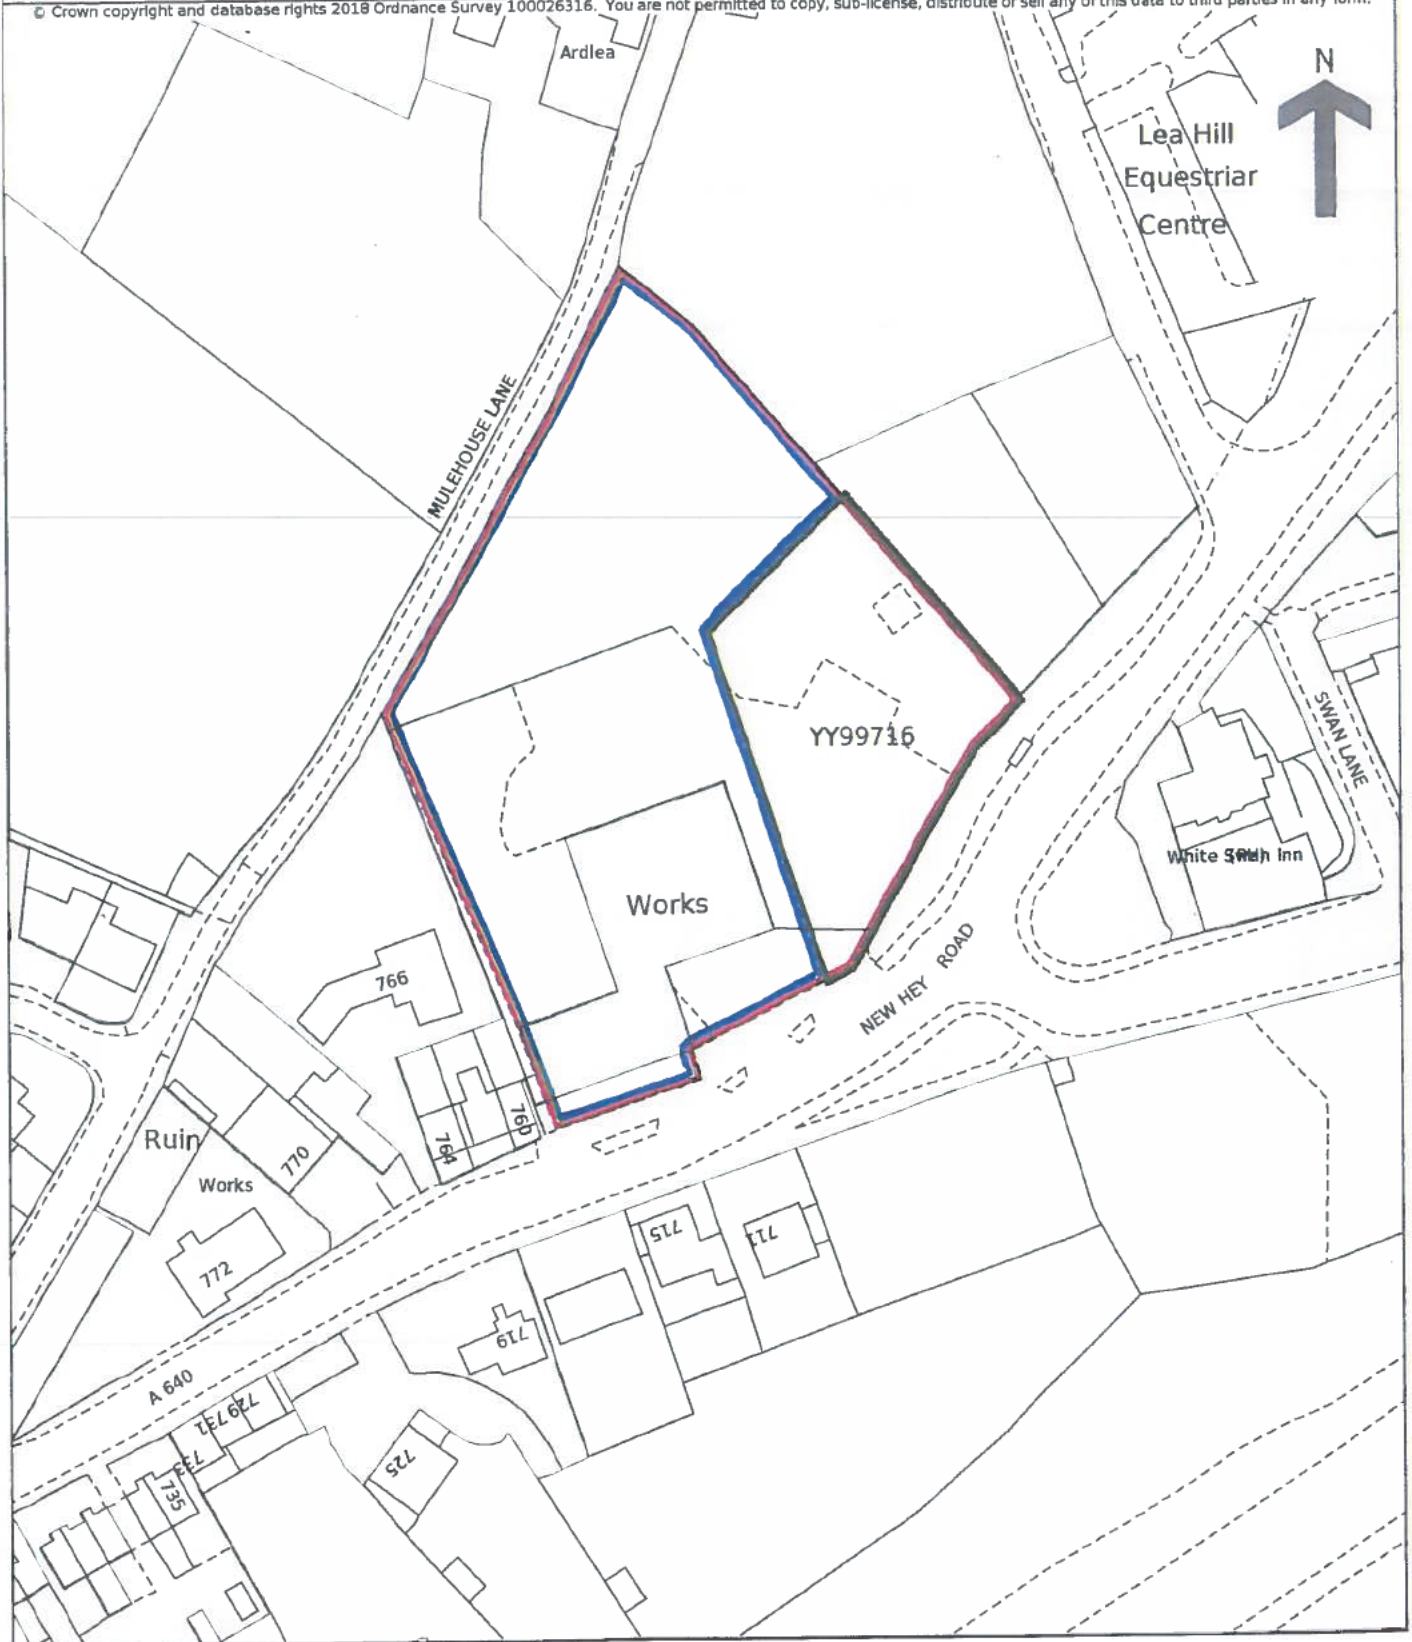 © Crown copyright and database rights 2018 Ordnance Survey 100026316. You are not permitted to copy, sub-license, distribute or sell any of this data to third parties in any form.
Ardlea
N
Lea Hill
Equestriar
Centre
MULEHOUSE LANE
YY99716
SWAN LANE
White Swan Inn
Works
766
NEW HEY ROAD
760
764
Ruin
770
Works
772
715
711
719
A 640
729
731
733
725
735